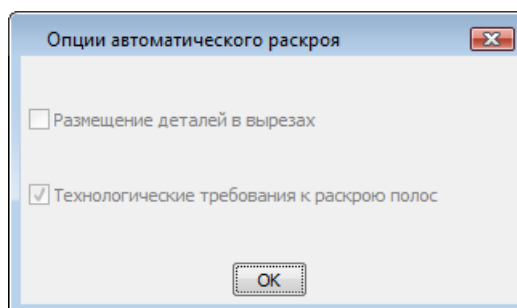 Опции автоматического раскроя
Размещение деталей в вырезах
Технологические требования к раскрою полос
OK